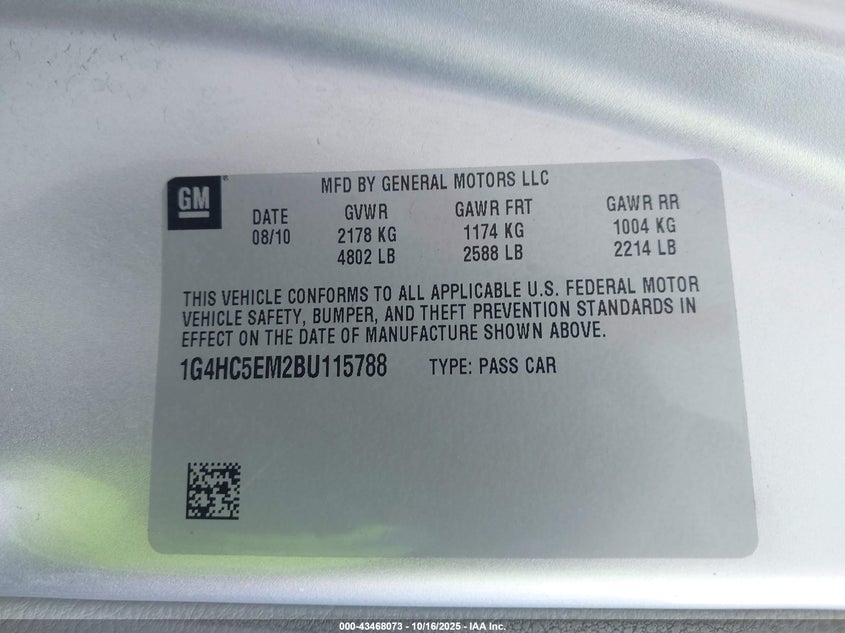 GM
MFD BY GENERAL MOTORS LLC
DATE GVWR GAWR FRT GAWR RR
08/10 2178 KG 1174 KG 1004 KG
4802 LB 2588 LB 2214 LB
THIS VEHICLE CONFORMS TO ALL APPLICABLE U.S. FEDERAL MOTOR
VEHICLE SAFETY, BUMPER, AND THEFT PREVENTION STANDARDS IN
EFFECT ON THE DATE OF MANUFACTURE SHOWN ABOVE.
1G4HC5EM2BU115788 TYPE: PASS CAR
000-43468073 - 10/16/2025 - IAA Inc.